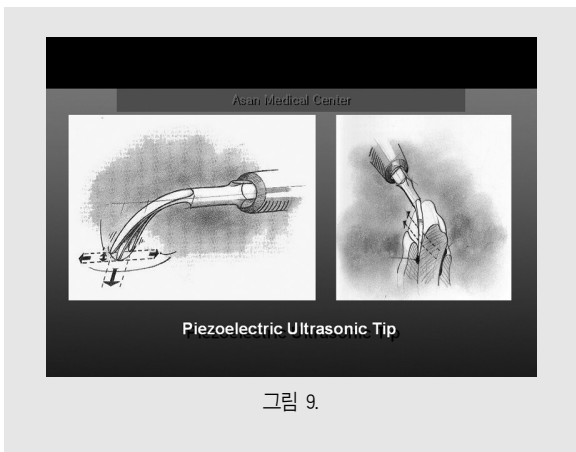 Asan Medical Center
Piezoelectric Ultrasonic Tip
그림 9.